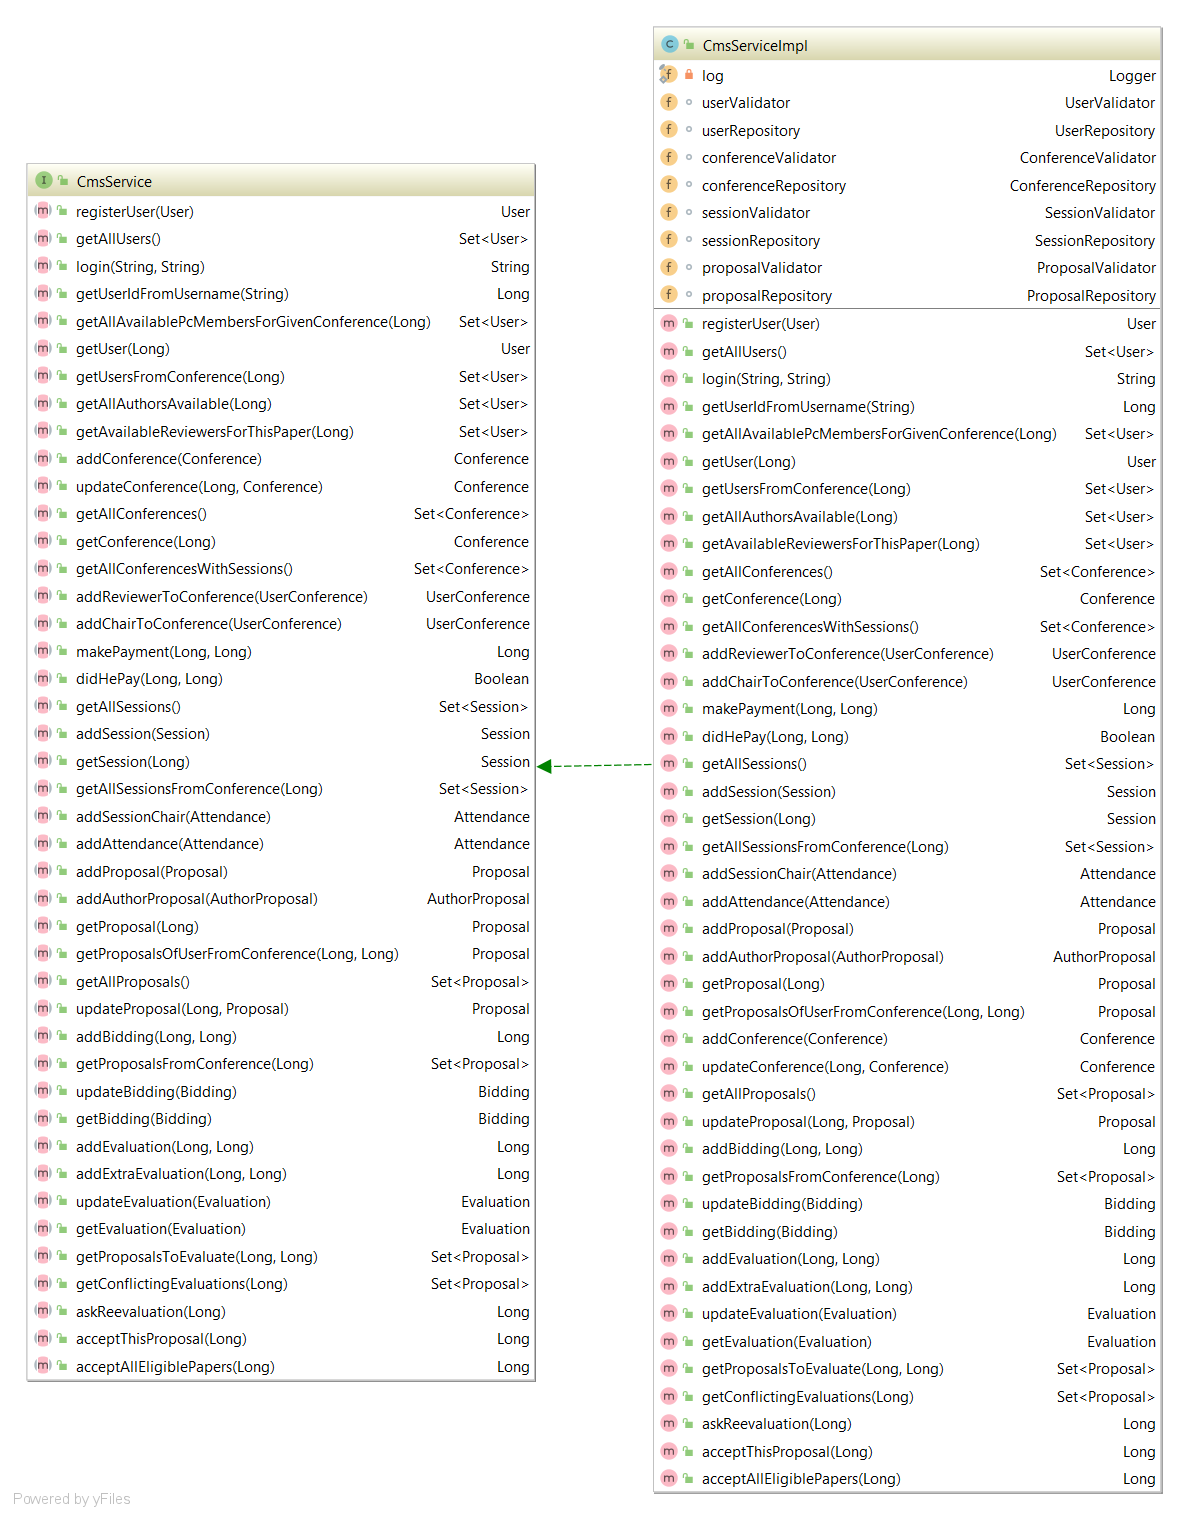 CmsService
registerUser(User) User
getAllUsers() Set<User>
login(String, String) String
getUserIdFromUsername(String) Long
getAllAvailablePcMembersForGivenConference(Long) Set<User>
getUser(Long) User
getUsersFromConference(Long) Set<User>
getAllAuthorsAvailable(Long) Set<User>
getAvailableReviewersForThisPaper(Long) Set<User>
addConference(Conference) Conference
updateConference(Long, Conference) Conference
getAllConferences() Set<Conference>
getConference(Long) Conference
getAllConferencesWithSessions() Set<Conference>
addReviewerToConference(UserConference) UserConference
addChairToConference(UserConference) UserConference
makePayment(Long, Long) Long
didHePay(Long, Long) Boolean
getAllSessions() Set<Session>
addSession(Session) Session
getSession(Long) Session
getAllSessionsFromConference(Long) Set<Session>
addSessionChair(Attendance) Attendance
addAttendance(Attendance) Attendance
addProposal(Proposal) Proposal
addAuthorProposal(AuthorProposal) AuthorProposal
getProposal(Long) Proposal
getProposalsOfUserFromConference(Long, Long) Proposal
getAllProposals() Set<Proposal>
updateProposal(Long, Proposal) Proposal
addBidding(Long, Long) Long
getProposalsFromConference(Long) Set<Proposal>
updateBidding(Bidding) Bidding
getBidding(Bidding) Bidding
addEvaluation(Long, Long) Long
addExtraEvaluation(Long, Long) Long
updateEvaluation(Evaluation) Evaluation
getEvaluation(Evaluation) Evaluation
getProposalsToEvaluate(Long, Long) Set<Proposal>
getConflictingEvaluations(Long) Set<Proposal>
askReevaluation(Long) Long
acceptThisProposal(Long) Long
acceptAllEligiblePapers(Long) Long
CmsServiceImpl
log Logger
userValidator UserValidator
userRepository UserRepository
conferenceValidator ConferenceValidator
conferenceRepository ConferenceRepository
sessionValidator SessionValidator
sessionRepository SessionRepository
proposalValidator ProposalValidator
proposalRepository ProposalRepository
registerUser(User) User
getAllUsers() Set<User>
login(String, String) String
getUserIdFromUsername(String) Long
getAllAvailablePcMembersForGivenConference(Long) Set<User>
getUser(Long) User
getUsersFromConference(Long) Set<User>
getAllAuthorsAvailable(Long) Set<User>
getAvailableReviewersForThisPaper(Long) Set<User>
getAllConferences() Set<Conference>
getConference(Long) Conference
getAllConferencesWithSessions() Set<Conference>
addReviewerToConference(UserConference) UserConference
addChairToConference(UserConference) UserConference
makePayment(Long, Long) Long
didHePay(Long, Long) Boolean
getAllSessions() Set<Session>
addSession(Session) Session
getSession(Long) Session
getAllSessionsFromConference(Long) Set<Session>
addSessionChair(Attendance) Attendance
addAttendance(Attendance) Attendance
addProposal(Proposal) Proposal
addAuthorProposal(AuthorProposal) AuthorProposal
getProposal(Long) Proposal
getProposalsOfUserFromConference(Long, Long) Proposal
addConference(Conference) Conference
updateConference(Long, Conference) Conference
getAllProposals() Set<Proposal>
updateProposal(Long, Proposal) Proposal
addBidding(Long, Long) Long
getProposalsFromConference(Long) Set<Proposal>
updateBidding(Bidding) Bidding
getBidding(Bidding) Bidding
addEvaluation(Long, Long) Long
addExtraEvaluation(Long, Long) Long
updateEvaluation(Evaluation) Evaluation
getEvaluation(Evaluation) Evaluation
getProposalsToEvaluate(Long, Long) Set<Proposal>
getConflictingEvaluations(Long) Set<Proposal>
askReevaluation(Long) Long
acceptThisProposal(Long) Long
acceptAllEligiblePapers(Long) Long
Powered by yFiles